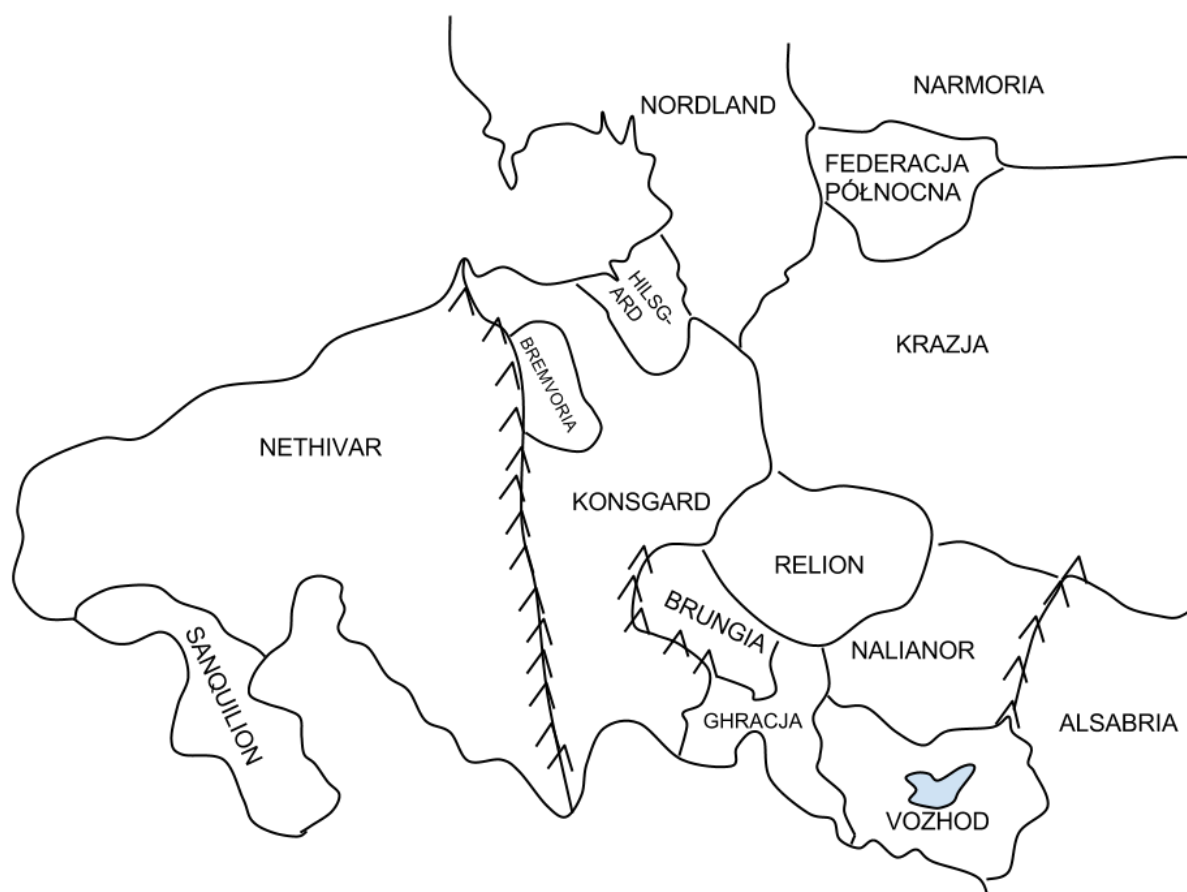 NARMORIA
NORDLAND
FEDERACJA
PÓŁNOCNA
HILSG-
ARD
KRAZJA
BREMVORIA
NETHIVAR
KONSGARD
RELION
BRUNGIA
NALIANOR
SANQUILION
GHRACJA
ALSABRIA
VOZHOD